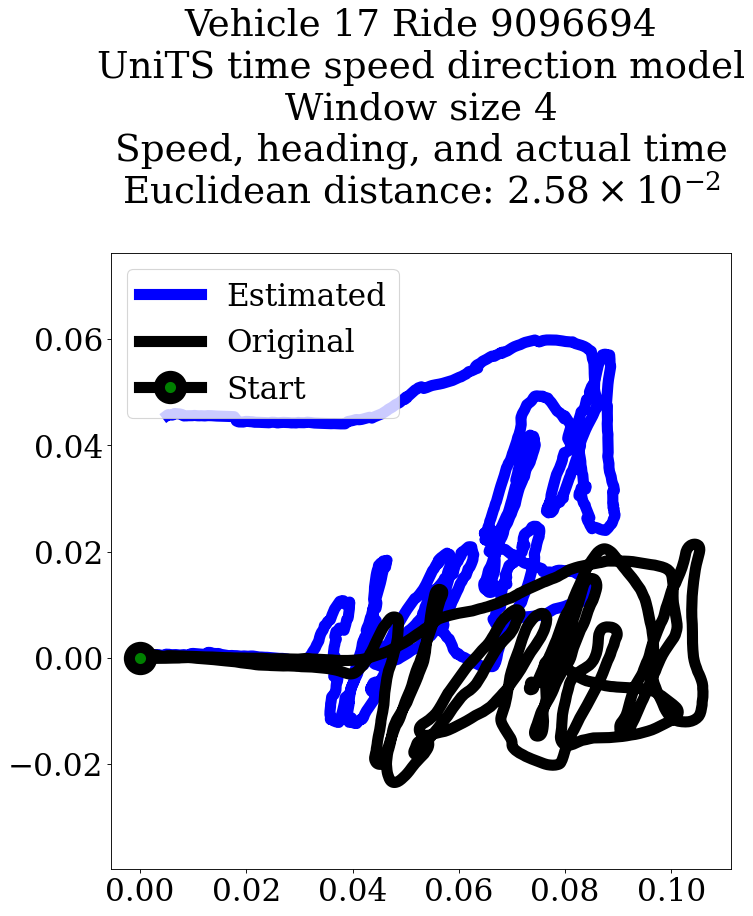 Vehicle 17 Ride 9096694
UniTS time speed direction model
Window size 4
Speed, heading, and actual time
Euclidean distance: 2.58 × 10⁻²
Estimated
Original
Start
0.06
0.04
0.02
0.00
−0.02
0.00 0.02 0.04 0.06 0.08 0.10